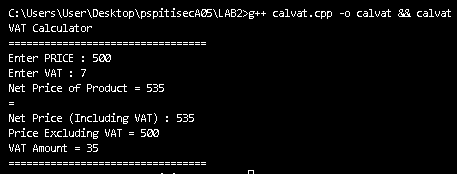 C:\Users\User\Desktop\pspitisecA05\LAB2>g++ calvat.cpp -o calvat && calvat
VAT Calculator
=================================
Enter PRICE : 500
Enter VAT : 7
Net Price of Product = 535
=
Net Price (Including VAT) : 535
Price Excluding VAT = 500
VAT Amount = 35
=================================